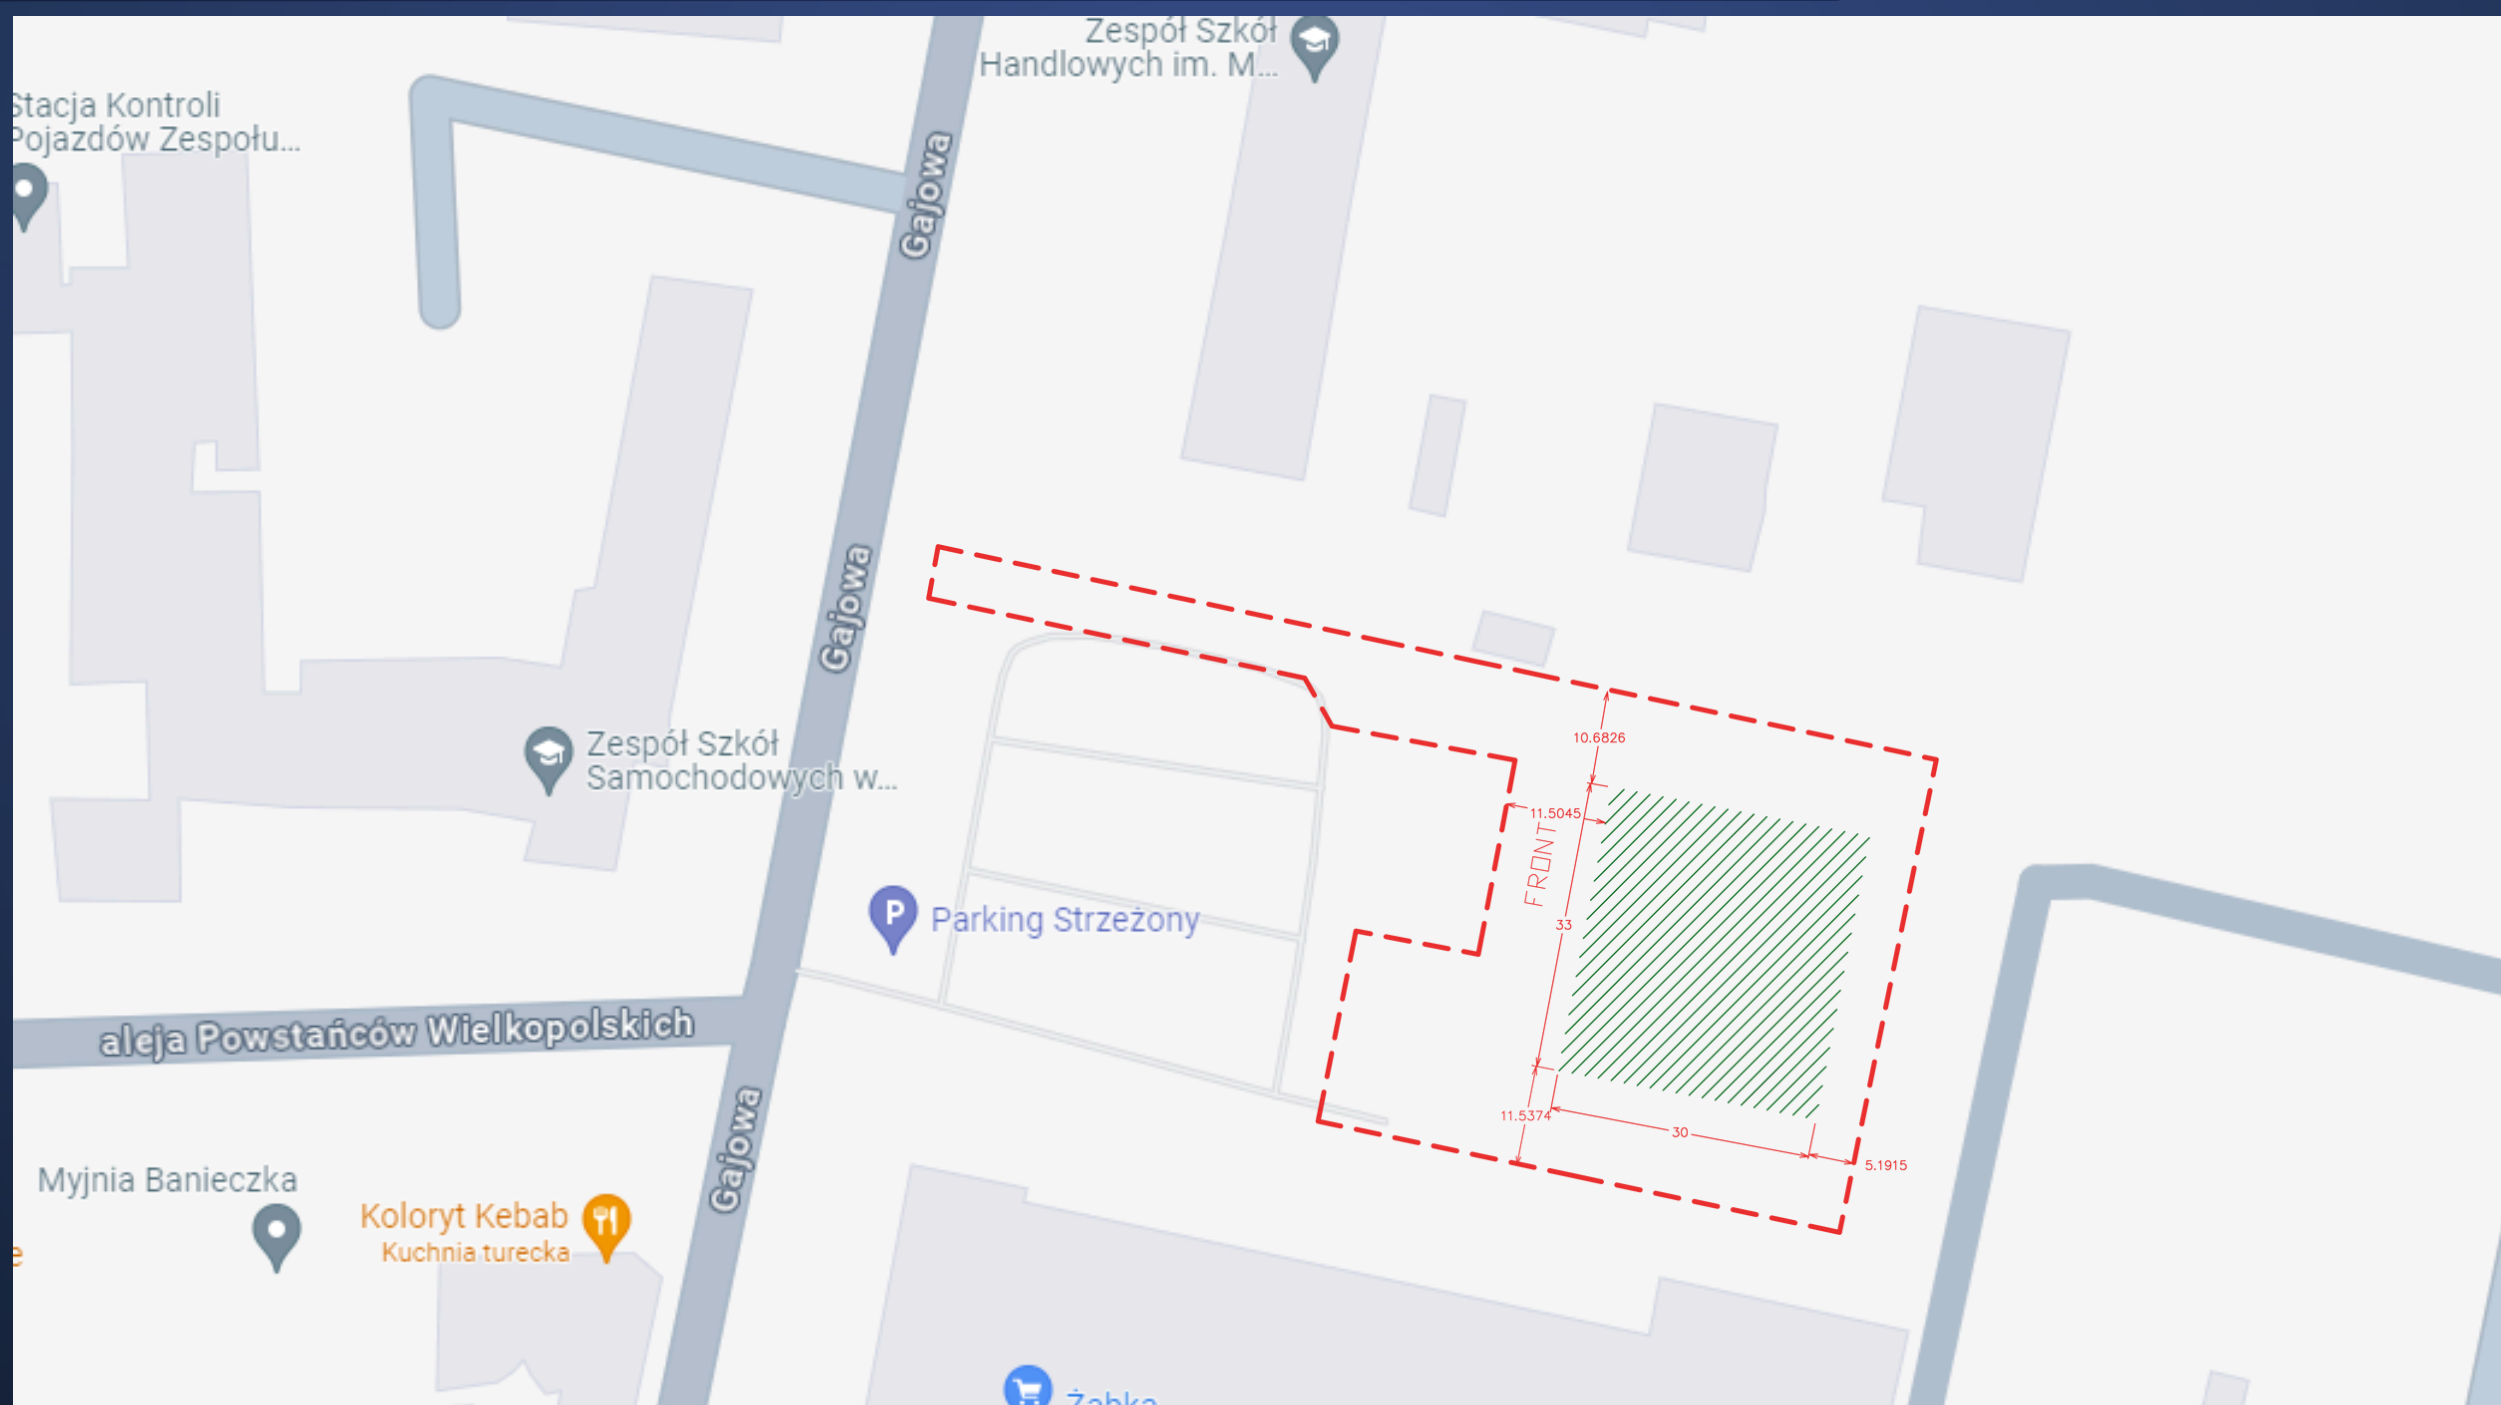 Zespół Szkół
Handlowych im. M...
Stacja Kontroli
Pojazdów Zespołu...
Gajowa
Gajowa
Zespół Szkół
Samochodowych w...
10.6826
11.5045
FRONT
33
Parking Strzeżony
aleja Powstańców Wielkopolskich
Gajowa
11.5374
30
5.1915
Myjnia Banieczka
Koloryt Kebab
Kuchnia turecka
e
Żabka